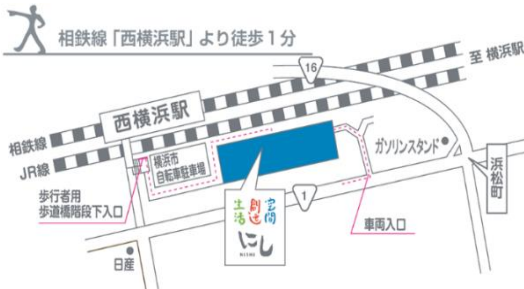 相鉄線「西横浜駅」より徒歩1分
16
至 横浜駅
西横浜駅
相鉄線
JR線
横浜市
自転車駐車場
ガソリンスタンド
浜松町
歩行者用
歩道橋階段下入口
1
車両入口
生活
創造
空間
にし
NISHI
日産